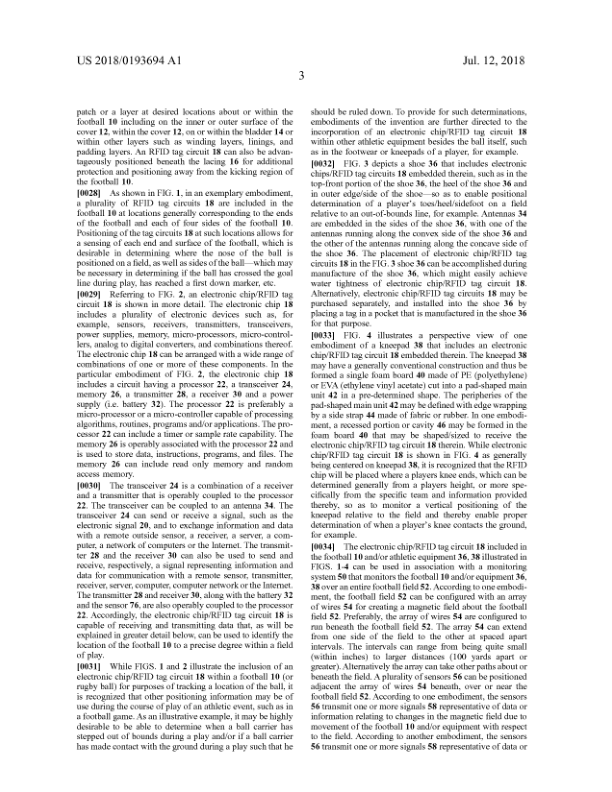 US 2018/0193694 A1
Jul. 12, 2018
3
patch or a layer at desired locations about or within the
football 10 including on the inner or outer surface of the
cover 12, within the cover 12, on or within the bladder 14 or
within other layers such as winding layers, linings, and
padding layers. An RFID tag circuit 18 can also be advan-
tageously positioned beneath the lacing 16 for additional
protection and positioning away from the kicking region of
the football 10.
[0028] As shown in FIG. 1, in an exemplary embodiment,
a plurality of RFID tag circuits 18 are included in the
football 10 at locations generally corresponding to the ends
of the football and each of four sides of the football 10.
Positioning of the tag circuits 18 at such locations allows for
a sensing of each end and surface of the football, which is
desirable in determining where the nose of the ball is
positioned on a field, as well as sides of the ball—which may
be necessary in determining if the ball has crossed the goal
line during play, has reached a first down marker, etc.
[0029] Referring to FIG. 2, an electronic chip/RFID tag
circuit 18 is shown in more detail. The electronic chip 18
includes a plurality of electronic devices such as, for
example, sensors, receivers, transmitters, transceivers,
power supplies, memory, micro-processors, micro-control-
lers, analog to digital converters, and combinations thereof.
The electronic chip 18 can be arranged with a wide range of
combinations of one or more of these components. In the
particular embodiment of FIG. 2, the electronic chip 18
includes a circuit having a processor 22, a transceiver 24,
memory 26, a transmitter 28, a receiver 30 and a power
supply (i.e. battery 32). The processor 22 is preferably a
micro-processor or a micro-controller capable of processing
algorithms, routines, programs and/or applications. The pro-
cessor 22 can include a timer or sample rate capability. The
memory 26 is operably associated with the processor 22 and
is used to store data, instructions, programs, and files. The
memory 26 can include read only memory and random
access memory.
[0030] The transceiver 24 is a combination of a receiver
and a transmitter that is operably coupled to the processor
22. The transceiver can be coupled to an antenna 34. The
transceiver 24 can send or receive a signal, such as the
electronic signal 20, and to exchange information and data
with a remote outside sensor, a receiver, a server, a com-
puter, a network of computers or the Internet. The transmit-
ter 28 and the receiver 30 can also be used to send and
receive, respectively, a signal representing information and
data for communication with a remote sensor, transmitter,
receiver, server, computer, computer network or the Internet.
The transmitter 28 and receiver 30, along with the battery 32
and the sensor 76, are also operably coupled to the processor
22. Accordingly, the electronic chip/RFID tag circuit 18 is
capable of receiving and transmitting data that, as will be
explained in greater detail below, can be used to identify the
location of the football 10 to a precise degree within a field
of play.
[0031] While FIGS. 1 and 2 illustrate the inclusion of an
electronic chip/RFID tag circuit 18 within a football 10 (or
rugby ball) for purposes of tracking a location of the ball, it
is recognized that other positioning information may be of
use during the course of play of an athletic event, such as in
a football game. As an illustrative example, it may be highly
desirable to be able to determine when a ball carrier has
stepped out of bounds during a play and/or if a ball carrier
has made contact with the ground during a play such that he
should be ruled down. To provide for such determinations,
embodiments of the invention are further directed to the
incorporation of an electronic chip/RFID tag circuit 18
within other athletic equipment besides the ball itself, such
as in the footwear or kneepads of a player, for example.
[0032] FIG. 3 depicts a shoe 36 that includes electronic
chips/RFID tag circuits 18 embedded therein, such as in the
top-front portion of the shoe 36, the heel of the shoe 36 and
in outer edge/side of the shoe—so as to enable positional
determination of a player's toes/heel/sidefoot on a field
relative to an out-of-bounds line, for example. Antennas 34
are embedded in the sides of the shoe 36, with one of the
antennas running along the convex side of the shoe 36 and
the other of the antennas running along the concave side of
the shoe 36. The placement of electronic chip/RFID tag
circuits 18 in the FIG. 3 shoe 36 can be accomplished during
manufacture of the shoe 36, which might easily achieve
water tightness of electronic chip/RFID tag circuit 18.
Alternatively, electronic chip/RFID tag circuits 18 may be
purchased separately, and installed into the shoe 36 by
placing a tag in a pocket that is manufactured in the shoe 36
for that purpose.
[0033] FIG. 4 illustrates a perspective view of one
embodiment of a kneepad 38 that includes an electronic
chip/RFID tag circuit 18 embedded therein. The kneepad 38
may have a generally conventional construction and thus be
formed a single foam board 40 made of PE (polyethylene)
or EVA (ethylene vinyl acetate) cut into a pad-shaped main
unit 42 in a pre-determined shape. The peripheries of the
pad-shaped main unit 42 may be defined with edge wrapping
by a side strap 44 made of fabric or rubber. In one embodi-
ment, a recessed portion or cavity 46 may be formed in the
foam board 40 that may be shaped/sized to receive the
electronic chip/RFID tag circuit 18 therein. While electronic
chip/RFID tag circuit 18 is shown in FIG. 4 as generally
being centered on kneepad 38, it is recognized that the RFID
chip will be placed where a players knee ends, which can be
determined generally from a players height, or more spe-
cifically from the specific team and information provided
thereby, so as to monitor a vertical positioning of the
kneepad relative to the field and thereby enable proper
determination of when a player's knee contacts the ground,
for example.
[0034] The electronic chip/RFID tag circuit 18 included in
the football 10 and/or athletic equipment 36, 38 illustrated in
FIGS. 1-4 can be used in association with a monitoring
system 50 that monitors the football 10 and/or equipment 36,
38 over an entire football field 52. According to one embodi-
ment, the football field 52 can be configured with an array
of wires 54 for creating a magnetic field about the football
field 52. Preferably, the array of wires 54 are configured to
run beneath the football field 52. The array 54 can extend
from one side of the field to the other at spaced apart
intervals. The intervals can range from being quite small
(within inches) to larger distances (100 yards apart or
greater). Alternatively the array can take other paths about or
beneath the field. A plurality of sensors 56 can be positioned
adjacent the array of wires 54 beneath, over or near the
football field 52. According to one embodiment, the sensors
56 transmit one or more signals 58 representative of data or
information relating to changes in the magnetic field due to
movement of the football 10 and/or equipment with respect
to the field. According to another embodiment, the sensors
56 transmit one or more signals 58 representative of data or